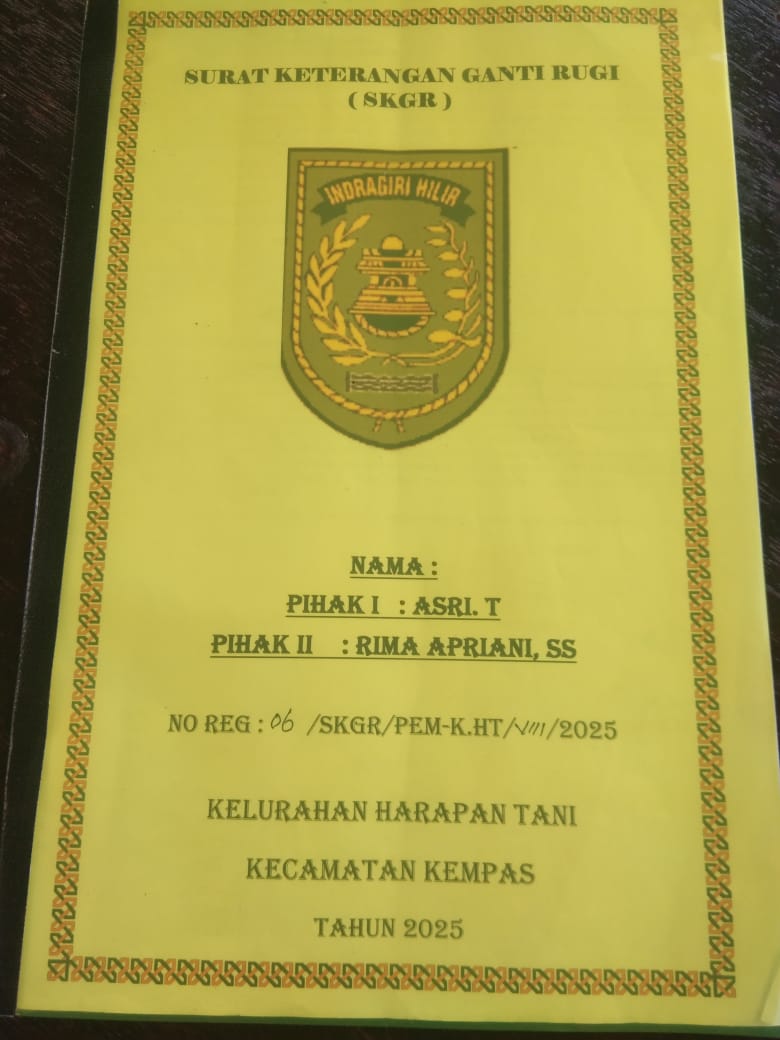 SURAT KETERANGAN GANTI RUGI
( SKGR )
INDRAGIRI HILIR
NAMA :
PIHAK I : ASRI. T
PIHAK II : RIMA APRIANI, SS
NO REG : 06 /SKGR/PEM-K.HT/VIII/2025
KELURAHAN HARAPAN TANI
KECAMATAN KEMPAS
TAHUN 2025